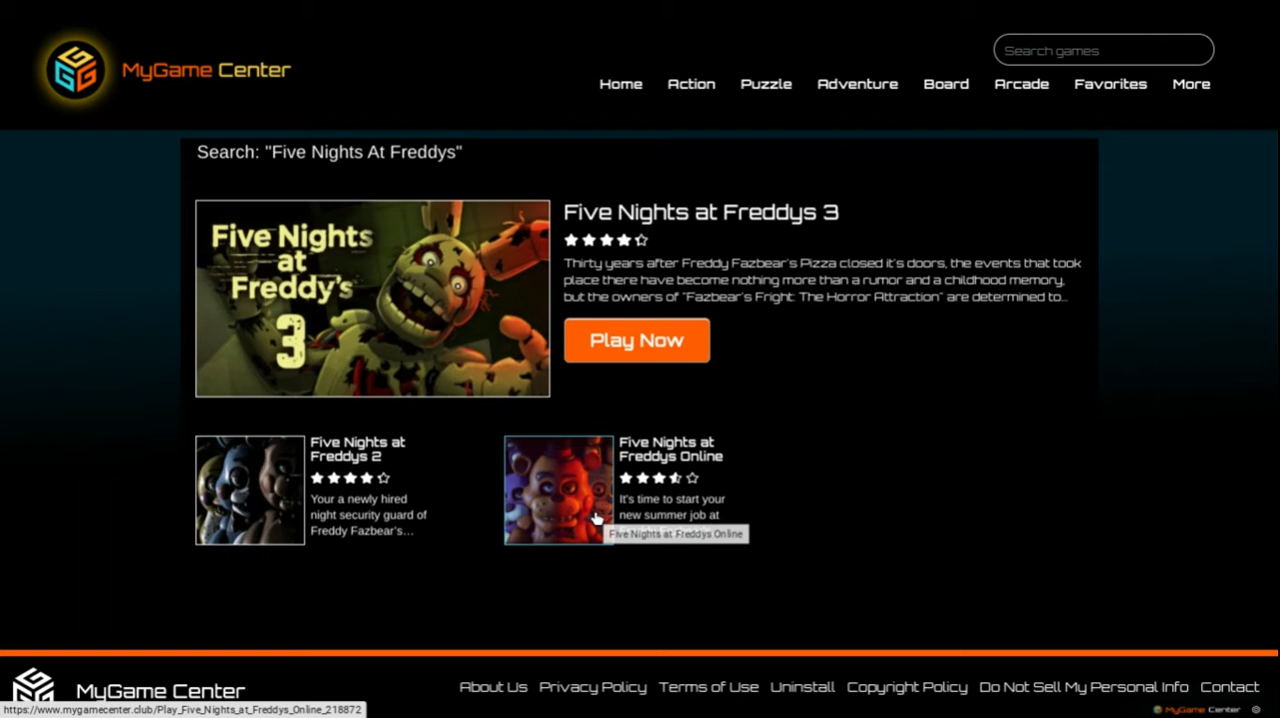 MyGame Center
Search games
Home Action Puzzle Adventure Board Arcade Favorites More
Search: "Five Nights At Freddys"
Five Nights
at
Freddy's
3
Five Nights at Freddys 3
Thirty years after Freddy Fazbear's Pizza closed it's doors, the events that took
place there have become nothing more than a rumor and a childhood memory,
but the owners of "Fazbear's Fright: The Horror Attraction" are determined to...
Play Now
Five Nights at
Freddys 2
Your a newly hired
night security guard of
Freddy Fazbear's...
Five Nights at
Freddys Online
It's time to start your
new summer job at
Five Nights at Freddys Online
MyGame Center
About Us Privacy Policy Terms of Use Uninstall Copyright Policy Do Not Sell My Personal Info Contact
https://www.mygamecenter.club/Play_Five_Nights_at_Freddys_Online_218872
MyGame Center